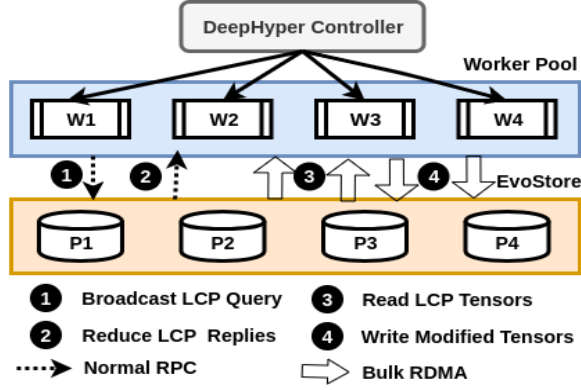 DeepHyper Controller
Worker Pool
W1 W2 W3 W4
1 2 3 4
EvoStore
P1 P2 P3 P4
1 Broadcast LCP Query
3 Read LCP Tensors
2 Reduce LCP Replies
4 Write Modified Tensors
Normal RPC
Bulk RDMA